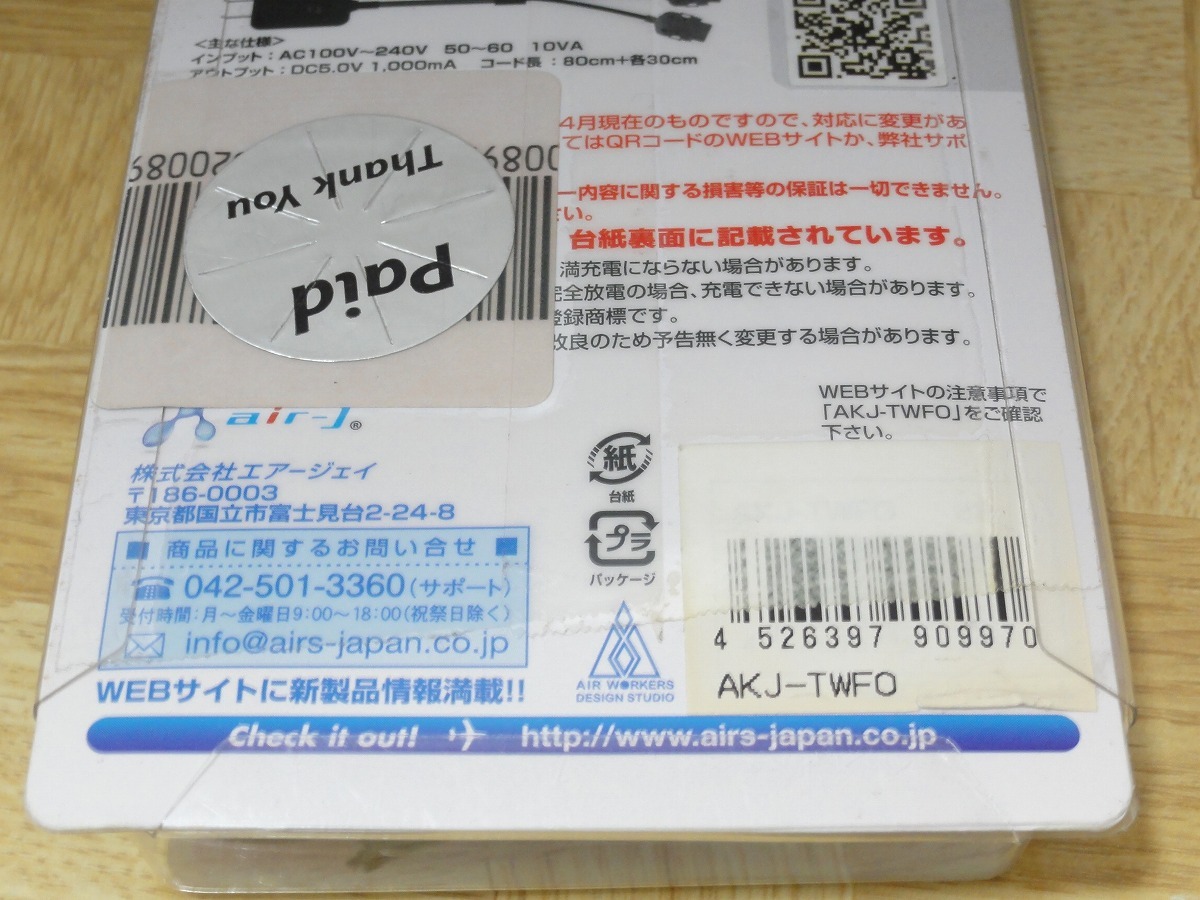 <主な仕様>
インプット：AC100V〜240V 50〜60 10VA
アウトプット：DC5.0V 1,000mA コード長：80cm+各30cm
4月現在のものですので、対応に変更があ
てはQRコードのWEBサイトか、弊社サポ
ー内容に関する損害等の保証は一切できません。
さい。
台紙裏面に記載されています。
満充電にならない場合があります。
完全放電の場合、充電できない場合があります。
登録商標です。
改良のため予告無く変更する場合があります。
Paid
Thank You
WEBサイトの注意事項で
「AKJ-TWFO」をご確認
下さい。
air-J®
株式会社エアージェイ
〒186-0003
東京都国立市富士見台2-24-8
■ 商品に関するお問い合せ ■
042-501-3360(サポート)
受付時間：月〜金曜日9:00〜18:00(祝祭日除く)
info@airs-japan.co.jp
WEBサイトに新製品情報満載!!
紙
台紙
プラ
パッケージ
AIR WORKERS
DESIGN STUDIO
4 526397 909970
AKJ-TWFO
Check it out! http://www.airs-japan.co.jp